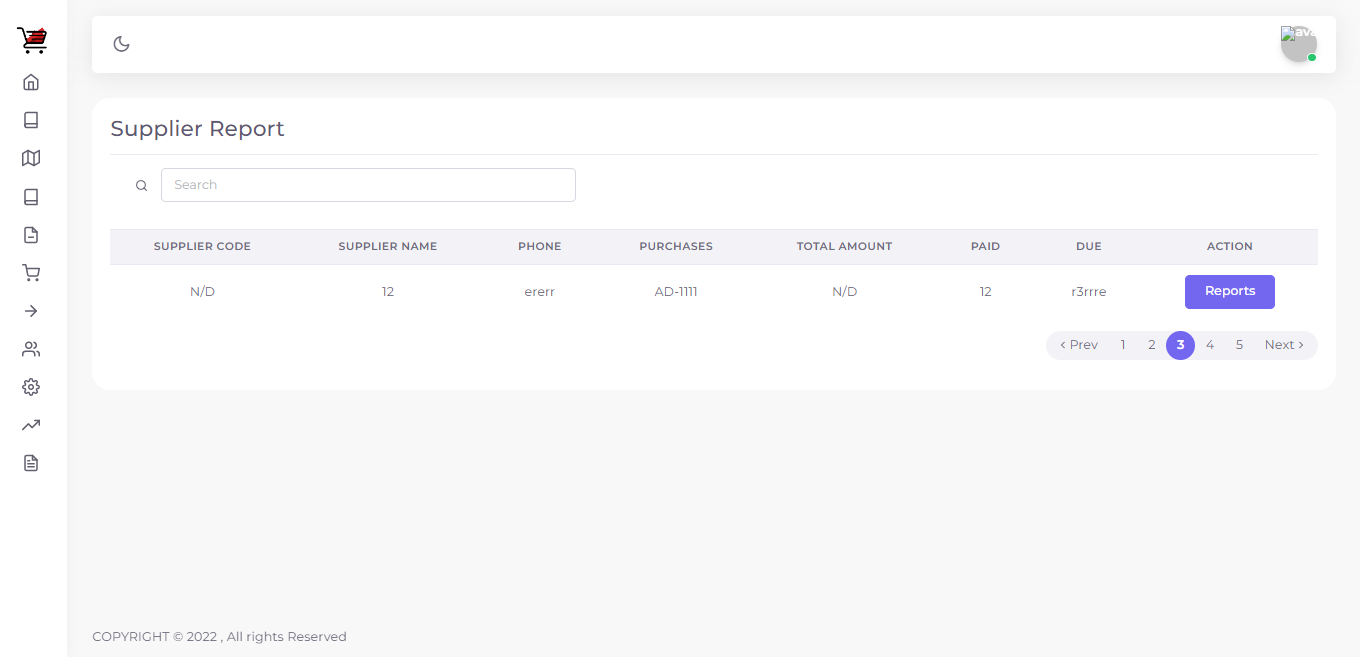 ava
Supplier Report
Search
SUPPLIER CODE SUPPLIER NAME PHONE PURCHASES TOTAL AMOUNT PAID DUE ACTION
N/D 12 ererr AD-1111 N/D 12 r3rrre Reports
‹ Prev 1 2 3 4 5 Next ›
COPYRIGHT © 2022 , All rights Reserved